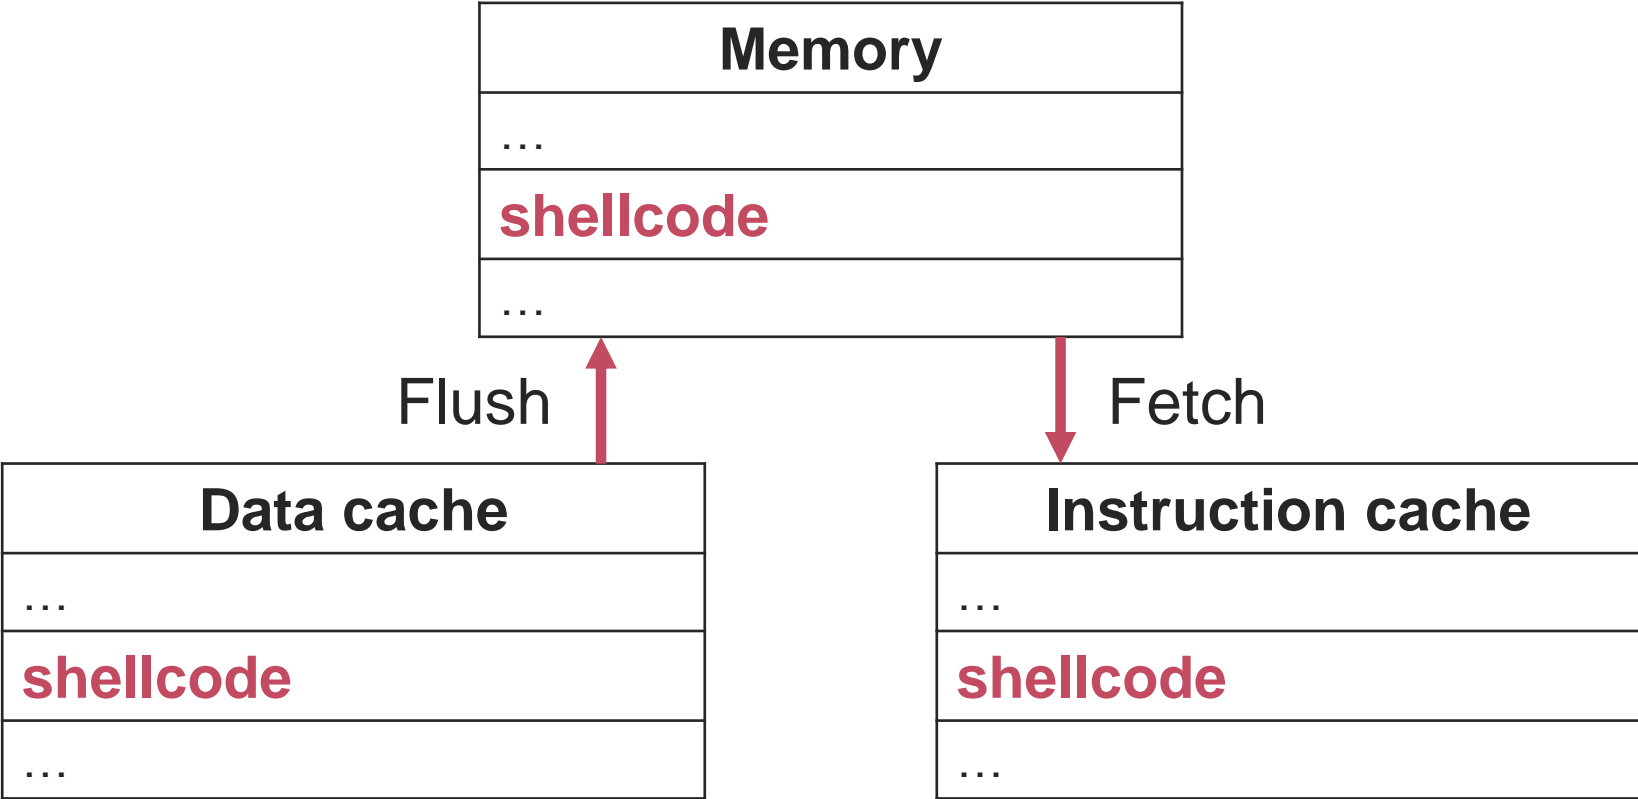 Memory
...
shellcode
...
Flush
Fetch
Data cache
...
shellcode
...
Instruction cache
...
shellcode
...